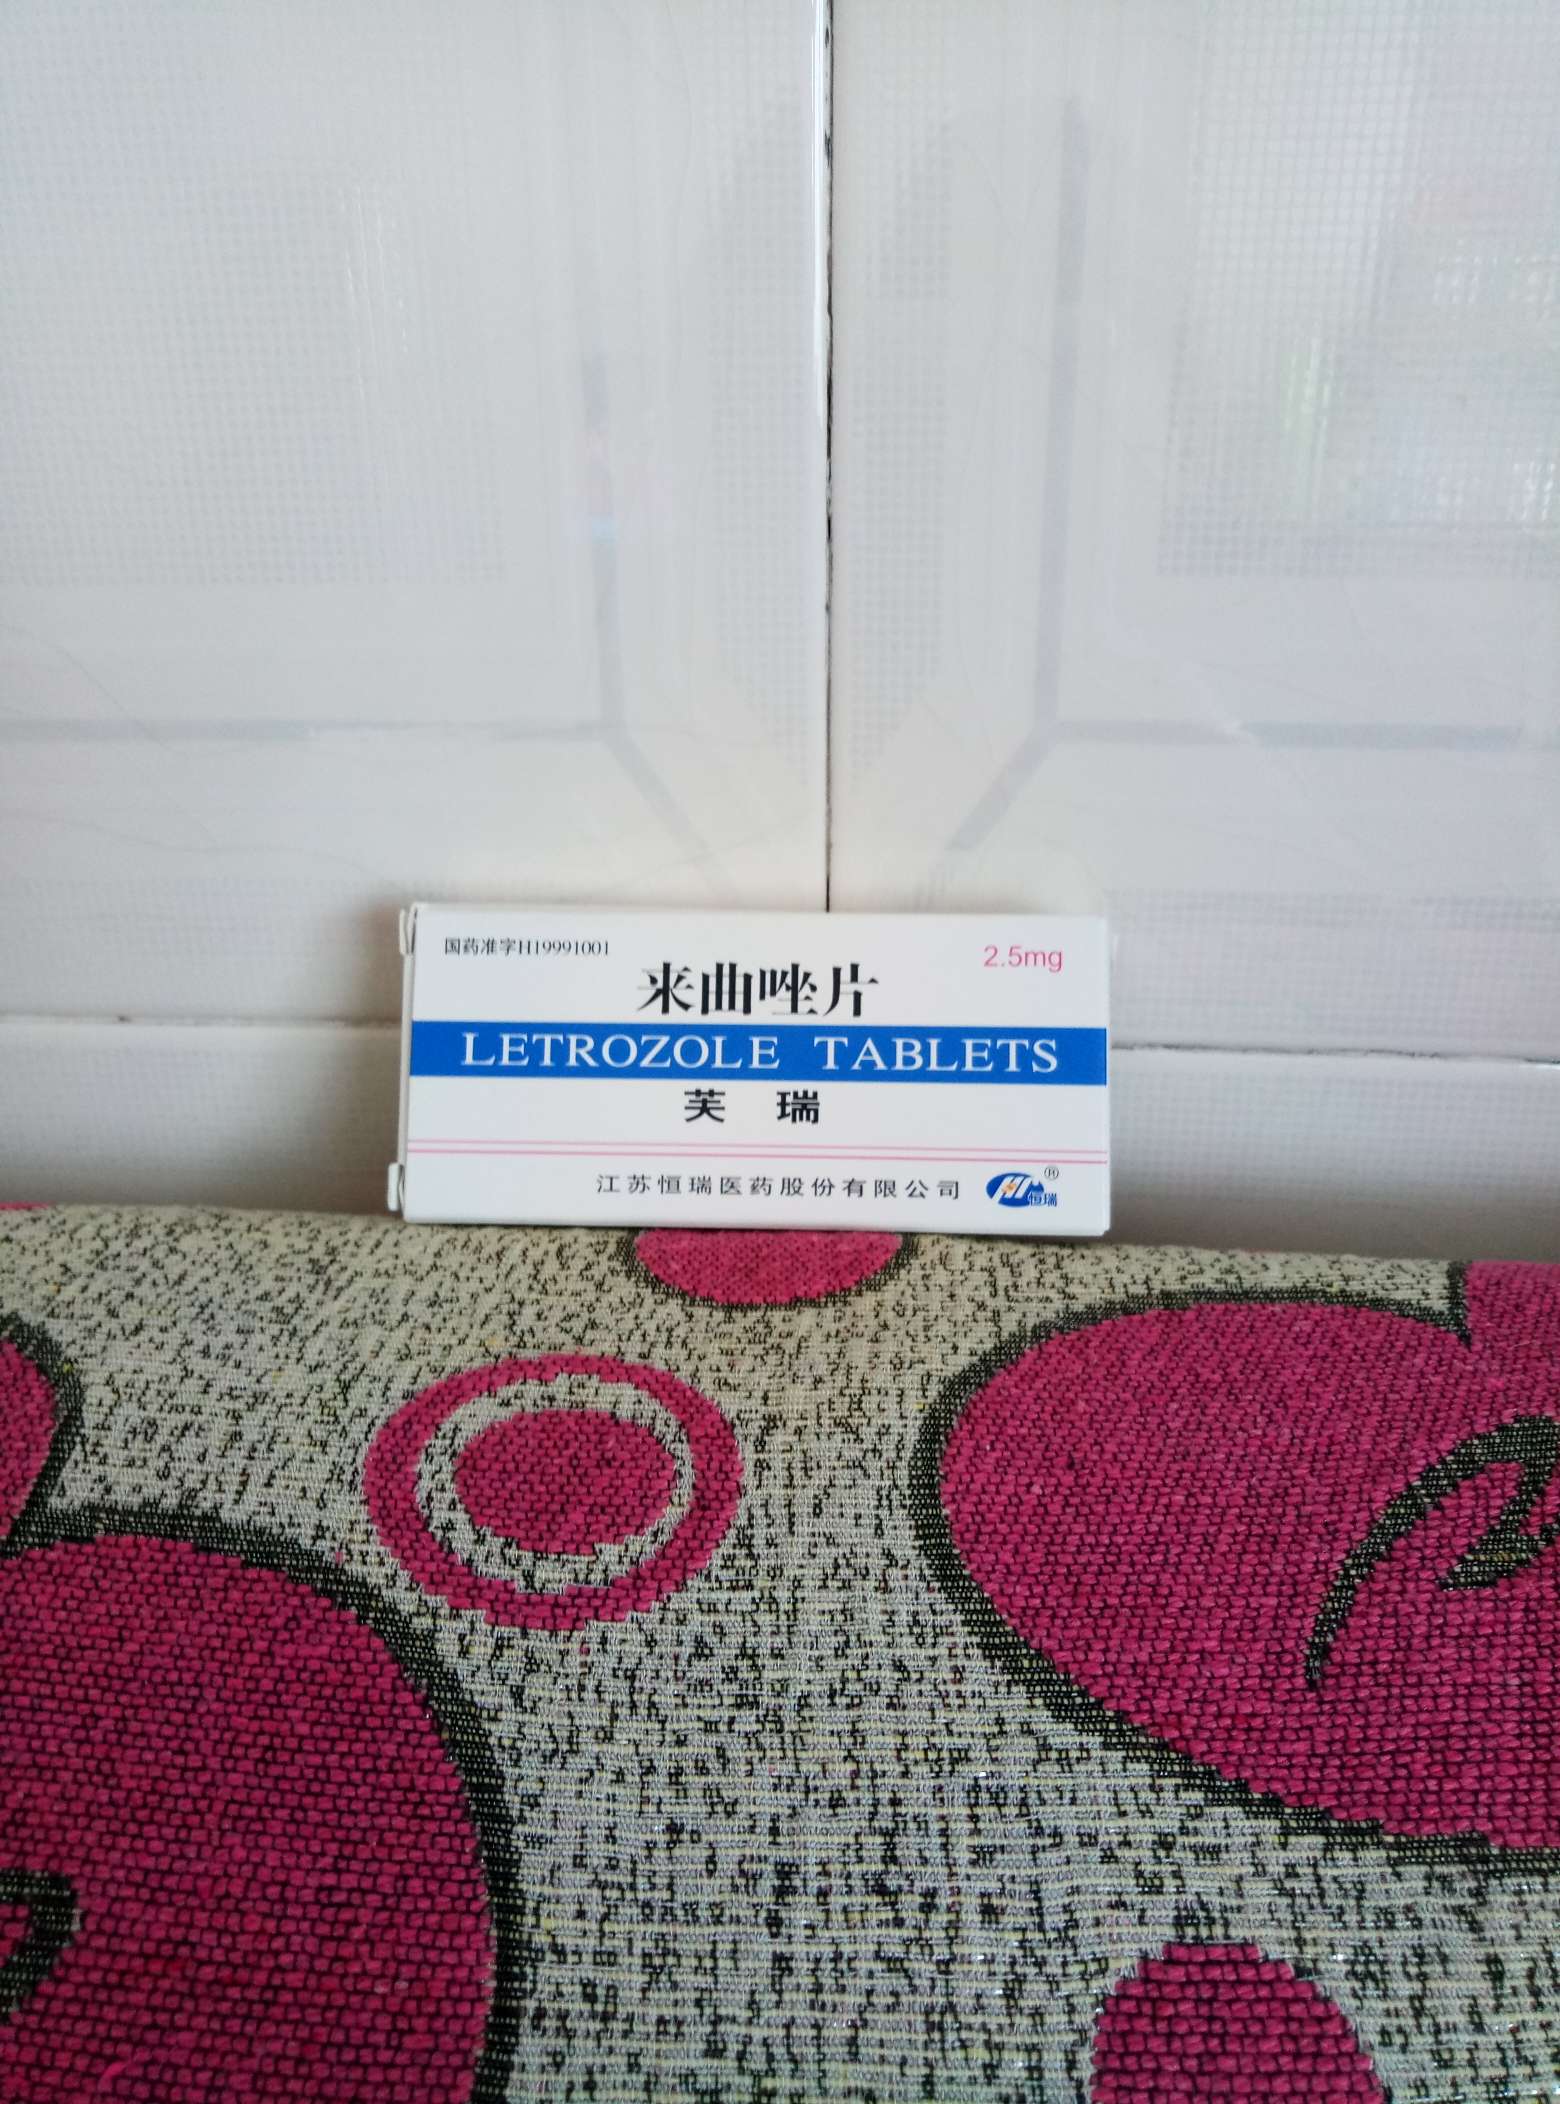 国药准字H19991001
2.5mg
来曲唑片
LETROZOLE TABLETS
芙瑞
江苏恒瑞医药股份有限公司
恒瑞®